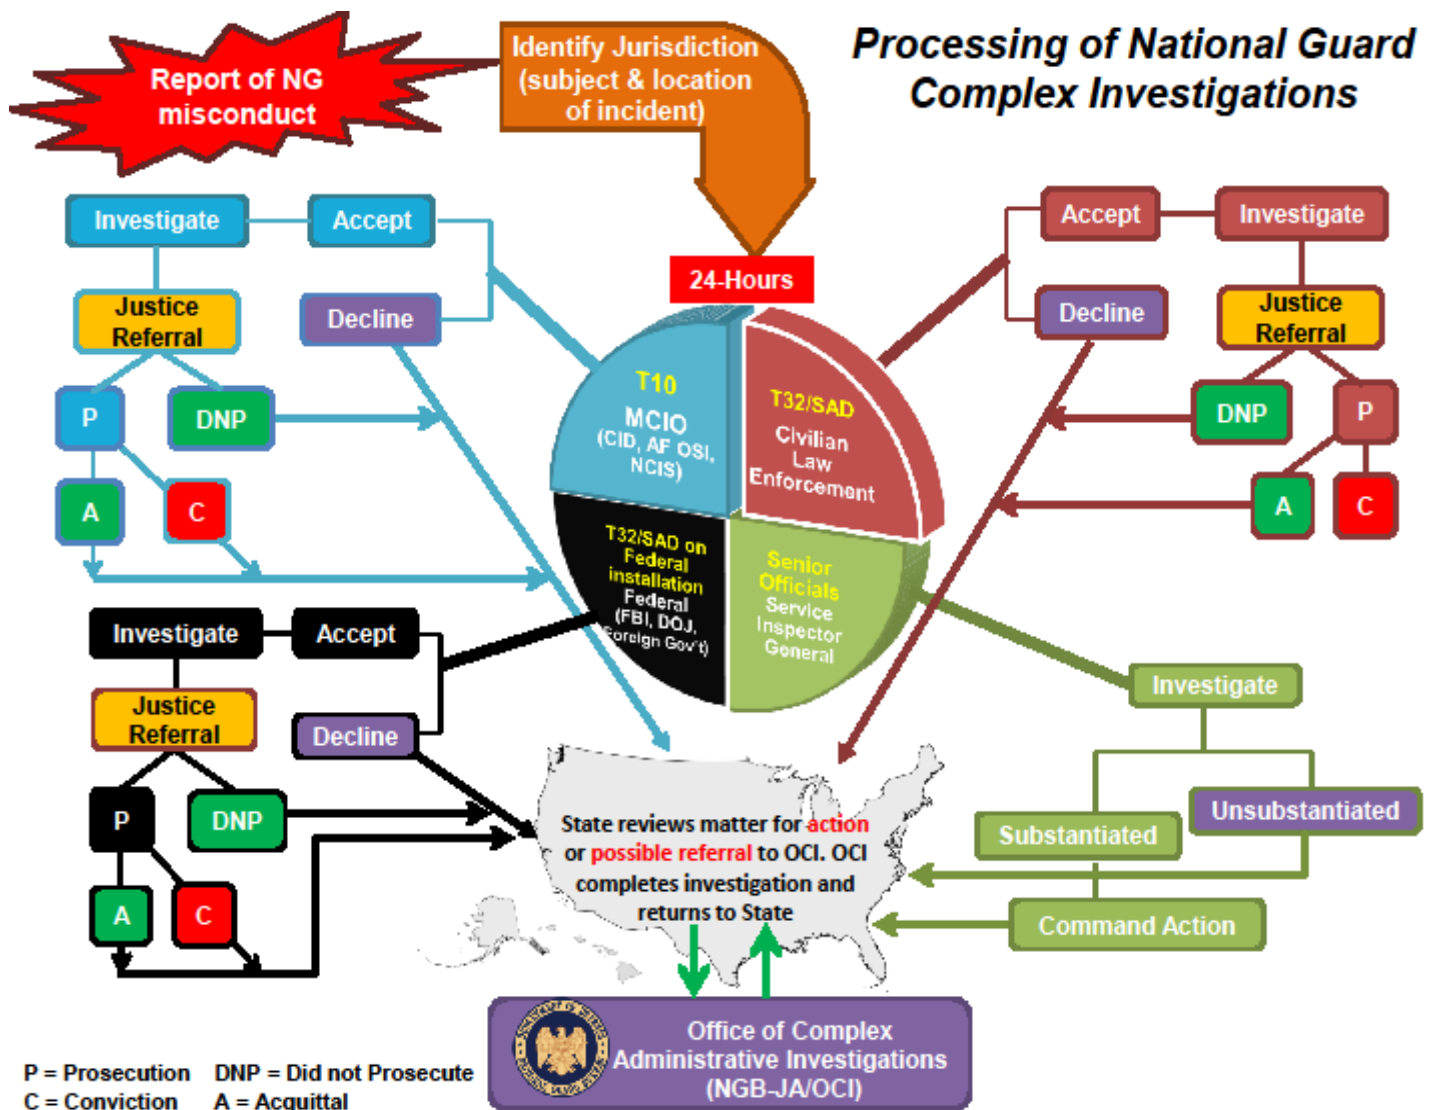 Processing of National Guard
Complex Investigations
Report of NG
misconduct
Identify Jurisdiction
(subject & location
of incident)
24-Hours
Investigate
Accept
Decline
Justice
Referral
P
DNP
A
C
Accept
Investigate
Decline
Justice
Referral
DNP
P
A
C
T10
MCIO
(CID, AF OSI,
NCIS)
T32/SAD
Civilian
Law
Enforcement
T32/SAD on
Federal
installation
Federal
(FBI, DOJ,
Foreign Gov't)
Senior
Officials
Service
Inspector
General
Investigate
Accept
Decline
Justice
Referral
P
DNP
A
C
Investigate
Substantiated
Unsubstantiated
Command Action
State reviews matter for action
or possible referral to OCI. OCI
completes investigation and
returns to State
Office of Complex
Administrative Investigations
(NGB-JA/OCI)
P = Prosecution DNP = Did not Prosecute
C = Conviction A = Acquittal